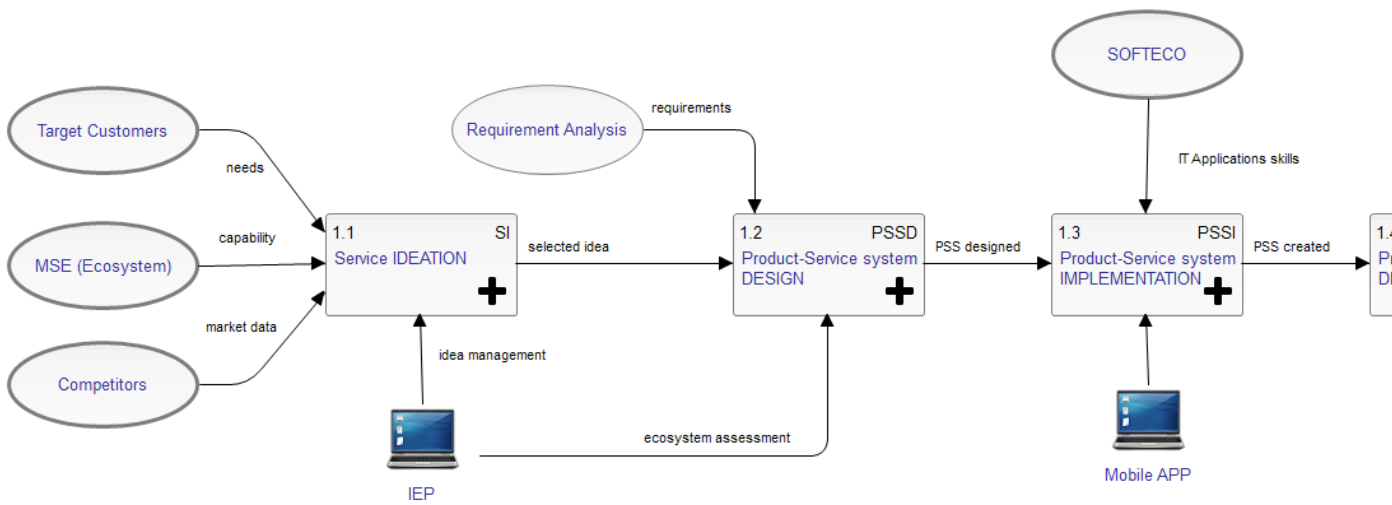 SOFTECO
Target Customers
requirements
Requirement Analysis
needs
IT Applications skills
MSE (Ecosystem)
capability
1.1 SI
Service IDEATION
selected idea
1.2 PSSD
Product-Service system
DESIGN
PSS designed
1.3 PSSI
Product-Service system
IMPLEMENTATION
PSS created
market data
Competitors
idea management
ecosystem assessment
IEP
Mobile APP